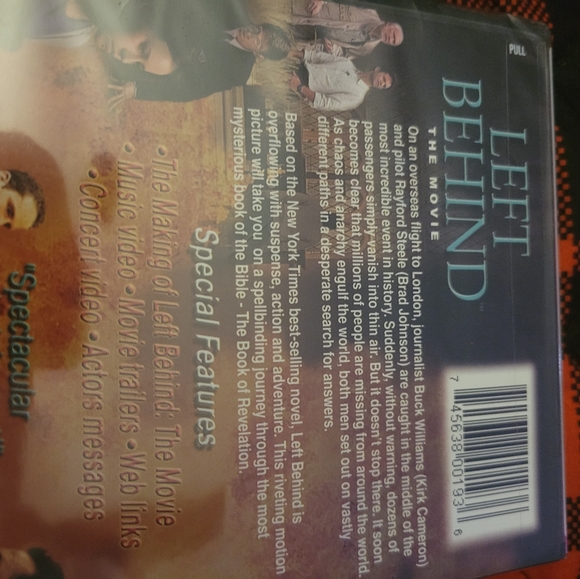 PULL
LEFT
BEHIND™
THE MOVIE
7 45638 00193 6
On an overseas flight to London, journalist Buck Williams (Kirk Cameron)
and pilot Rayford Steele (Brad Johnson) are caught in the middle of the
most incredible event in history. Suddenly, without warning, dozens of
passengers simply vanish into thin air. But it doesn't stop there. It soon
becomes clear that millions of people are missing from around the world.
As chaos and anarchy engulf the world, both men set out on vastly
different paths in a desperate search for answers.
Based on the New York Times best-selling novel, Left Behind is
overflowing with suspense, action and adventure. This riveting motion
picture will take you on a spellbinding journey through the most
mysterious book of the Bible - The Book of Revelation.
Special Features
•The Making of Left Behind: The Movie
• Music video • Movie trailers • Web links
• Concert video • Actors messages
"Spectacular